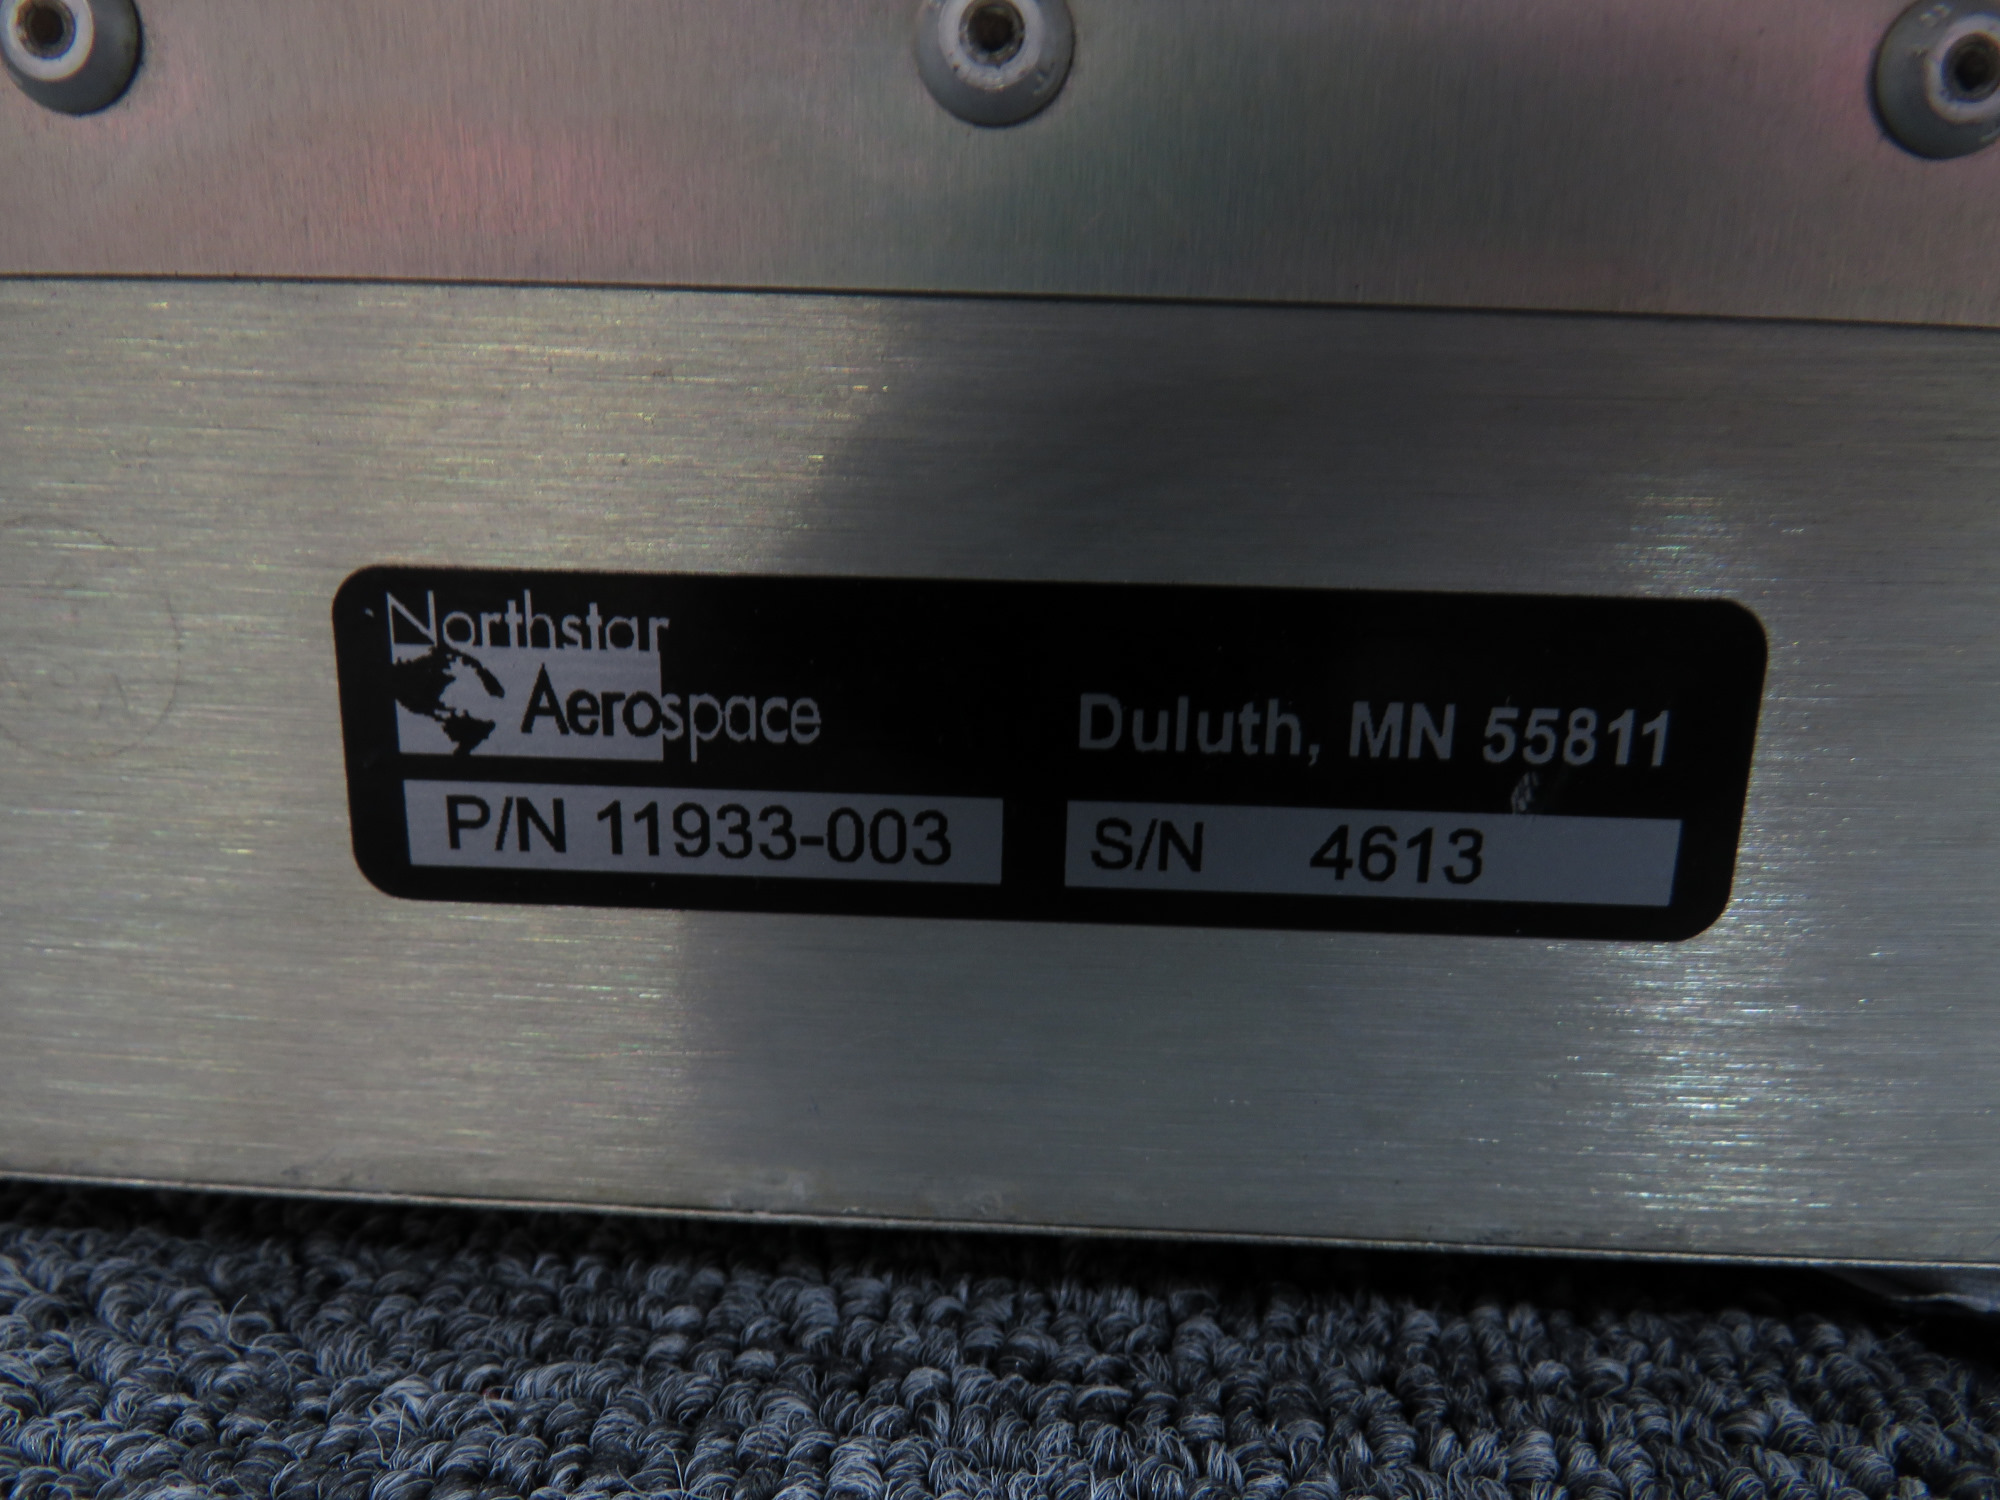 Northstar
Aerospace
Duluth, MN 55811
P/N 11933-003
S/N 4613